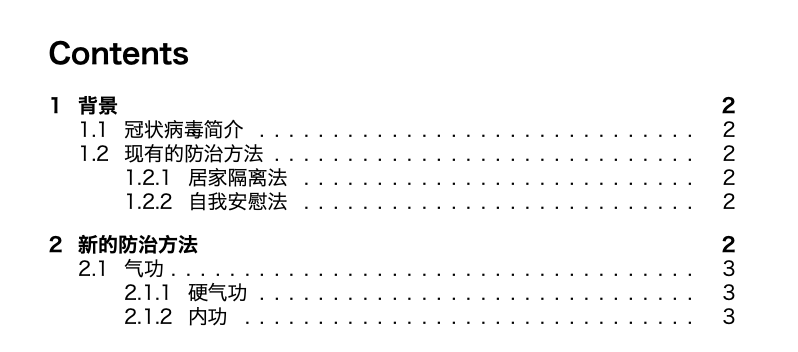 Contents
1 背景 2
1.1 冠状病毒简介 . . . . . . . . . . . . . . . . . . . . . . . . . . . . . . 2
1.2 现有的防治方法 . . . . . . . . . . . . . . . . . . . . . . . . . . . . . 2
1.2.1 居家隔离法 . . . . . . . . . . . . . . . . . . . . . . . . . . . 2
1.2.2 自我安慰法 . . . . . . . . . . . . . . . . . . . . . . . . . . . 2
2 新的防治方法 2
2.1 气功 . . . . . . . . . . . . . . . . . . . . . . . . . . . . . . . . . . . . 3
2.1.1 硬气功 . . . . . . . . . . . . . . . . . . . . . . . . . . . . . . 3
2.1.2 内功 . . . . . . . . . . . . . . . . . . . . . . . . . . . . . . . 3